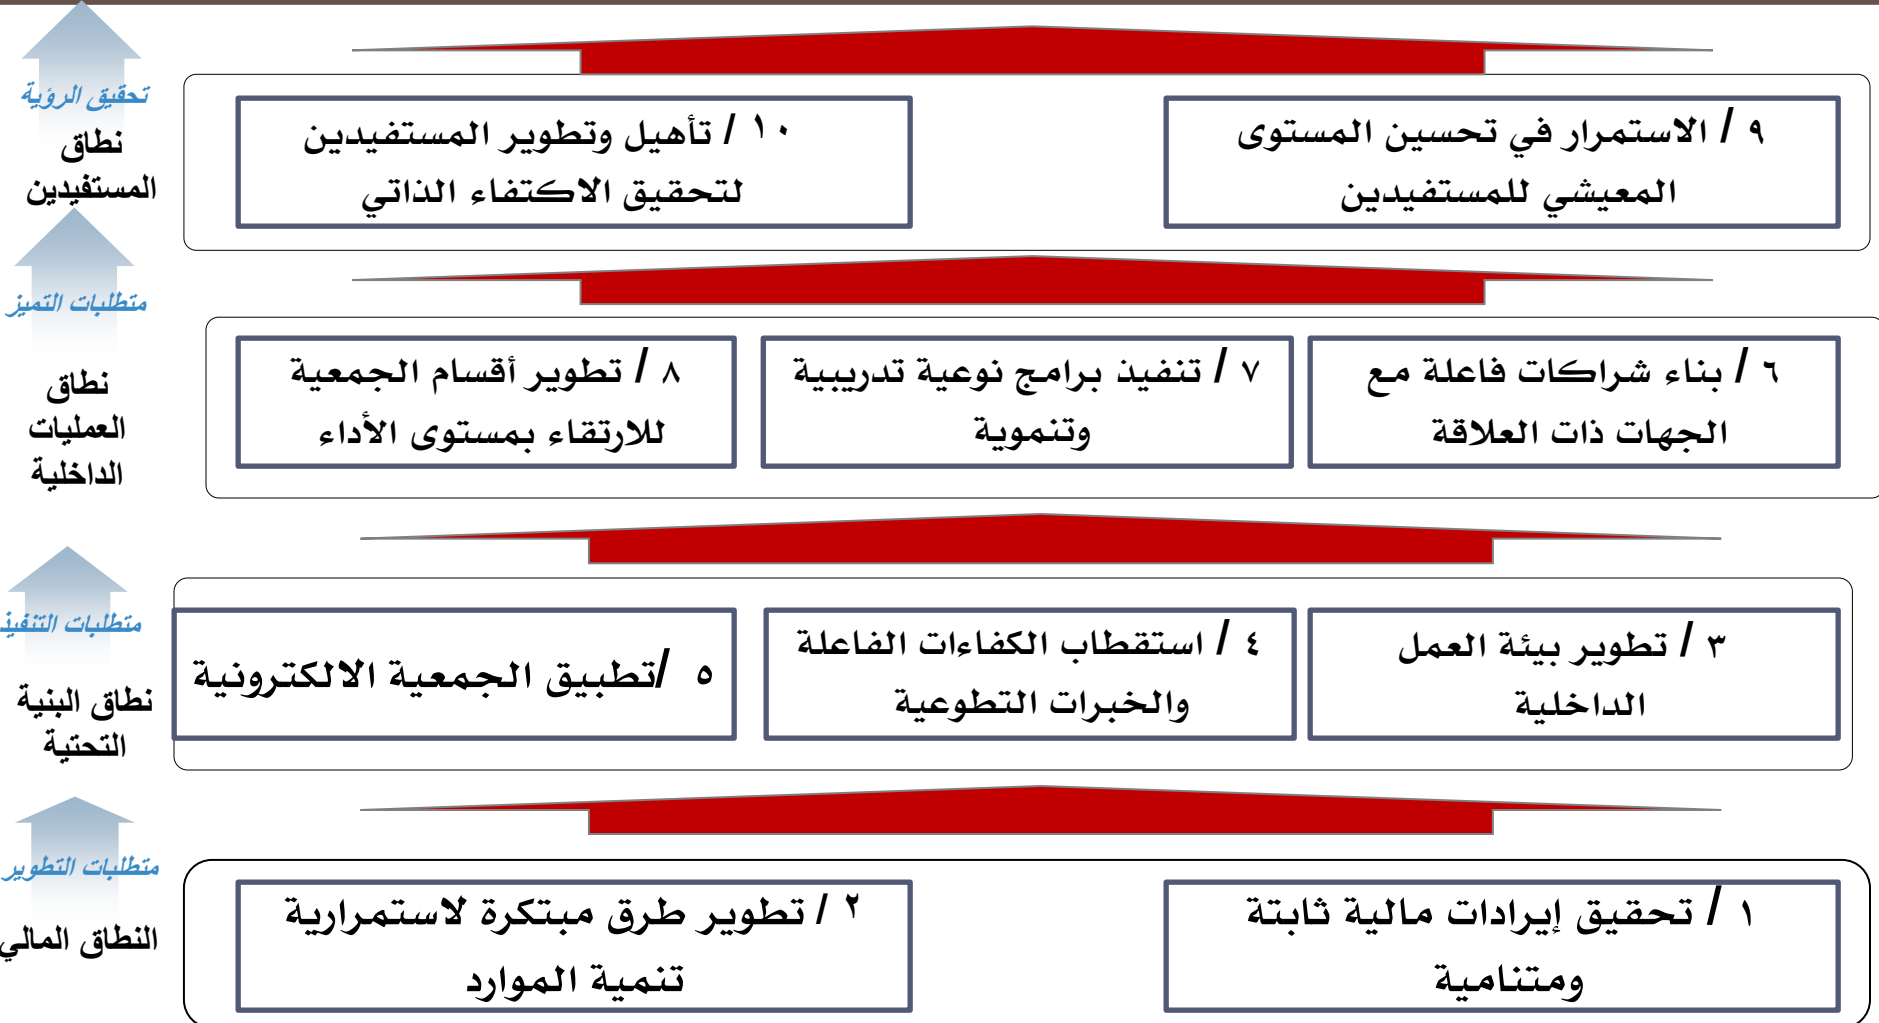 تحقيق الرؤية
نطاق
المستفيدين
٩ / الاستمرار في تحسين المستوى
المعيشي للمستفيدين
١٠ / تأهيل وتطوير المستفيدين
لتحقيق الاكتفاء الذاتي
متطلبات التميز
نطاق
العمليات
الداخلية
٦ / بناء شراكات فاعلة مع
الجهات ذات العلاقة
٧ / تنفيذ برامج نوعية تدريبية
وتنموية
٨ / تطوير أقسام الجمعية
للارتقاء بمستوى الأداء
متطلبات التنفيذ
نطاق البنية
التحتية
٣ / تطوير بيئة العمل
الداخلية
٤ / استقطاب الكفاءات الفاعلة
والخبرات التطوعية
٥ /تطبيق الجمعية الالكترونية
متطلبات التطوير
النطاق المالي
١ / تحقيق إيرادات مالية ثابتة
ومتنامية
٢ / تطوير طرق مبتكرة لاستمرارية
تنمية الموارد